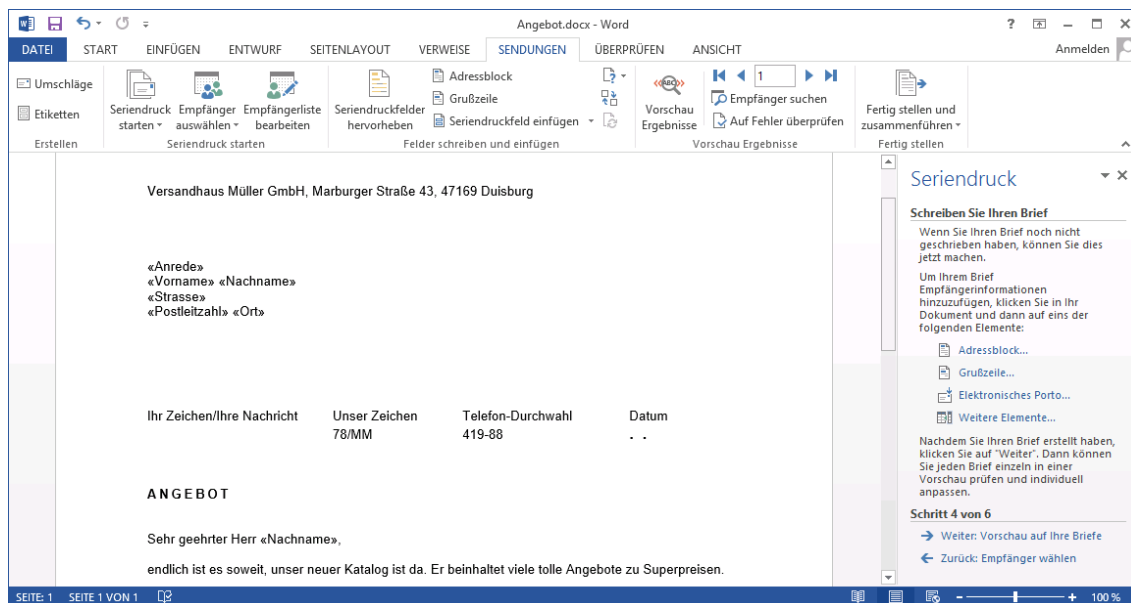 Angebot.docx - Word
?
DATEI START EINFÜGEN ENTWURF SEITENLAYOUT VERWEISE SENDUNGEN ÜBERPRÜFEN ANSICHT Anmelden
Umschläge
Etiketten
Erstellen
Seriendruck starten
Empfänger auswählen
Empfängerliste bearbeiten
Seriendruck starten
Seriendruckfelder hervorheben
Adressblock
Grußzeile
Seriendruckfeld einfügen
Felder schreiben und einfügen
«ABC»
Vorschau Ergebnisse
1
Empfänger suchen
Auf Fehler überprüfen
Vorschau Ergebnisse
Fertig stellen und zusammenführen
Fertig stellen
Versandhaus Müller GmbH, Marburger Straße 43, 47169 Duisburg
«Anrede»
«Vorname» «Nachname»
«Strasse»
«Postleitzahl» «Ort»
Ihr Zeichen/Ihre Nachricht Unser Zeichen Telefon-Durchwahl Datum
78/MM 419-88 . .
ANGEBOT
Sehr geehrter Herr «Nachname»,
endlich ist es soweit, unser neuer Katalog ist da. Er beinhaltet viele tolle Angebote zu Superpreisen.
Seriendruck
Schreiben Sie Ihren Brief
Wenn Sie Ihren Brief noch nicht
geschrieben haben, können Sie dies
jetzt machen.
Um Ihrem Brief
Empfängerinformationen
hinzuzufügen, klicken Sie in Ihr
Dokument und dann auf eins der
folgenden Elemente:
Adressblock...
Grußzeile...
Elektronisches Porto...
Weitere Elemente...
Nachdem Sie Ihren Brief erstellt haben,
klicken Sie auf "Weiter". Dann können
Sie jeden Brief einzeln in einer
Vorschau prüfen und individuell
anpassen.
Schritt 4 von 6
Weiter: Vorschau auf Ihre Briefe
Zurück: Empfänger wählen
SEITE: 1 SEITE 1 VON 1 100 %